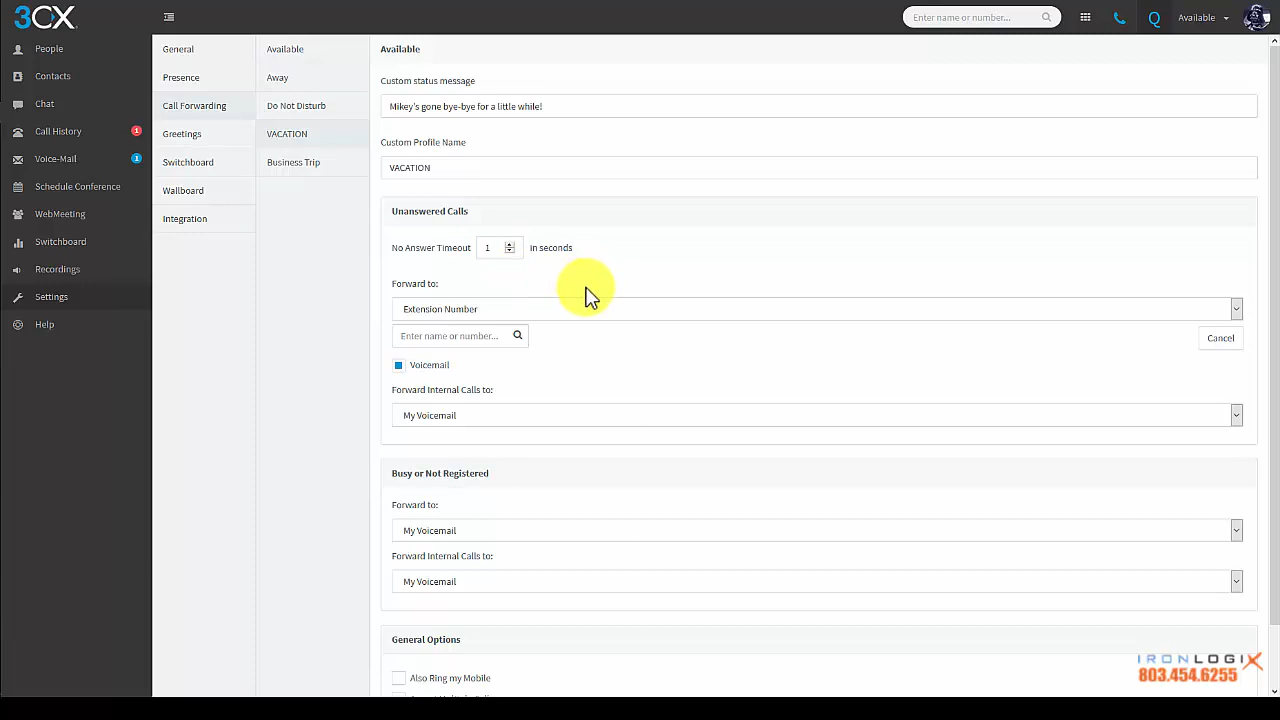 3CX
Enter name or number...
Q
Available
People
Contacts
Chat
Call History
1
Voice-Mail
1
Schedule Conference
WebMeeting
Switchboard
Recordings
Settings
Help
General
Presence
Call Forwarding
Greetings
Switchboard
Wallboard
Integration
Available
Away
Do Not Disturb
VACATION
Business Trip
Available
Custom status message
Mikey's gone bye-bye for a little while!
Custom Profile Name
VACATION
Unanswered Calls
No Answer Timeout 1 in seconds
Forward to:
Extension Number
Enter name or number...
Cancel
Voicemail
Forward Internal Calls to:
My Voicemail
Busy or Not Registered
Forward to:
My Voicemail
Forward Internal Calls to:
My Voicemail
General Options
Also Ring my Mobile
IRONLOGIX
803.454.6255